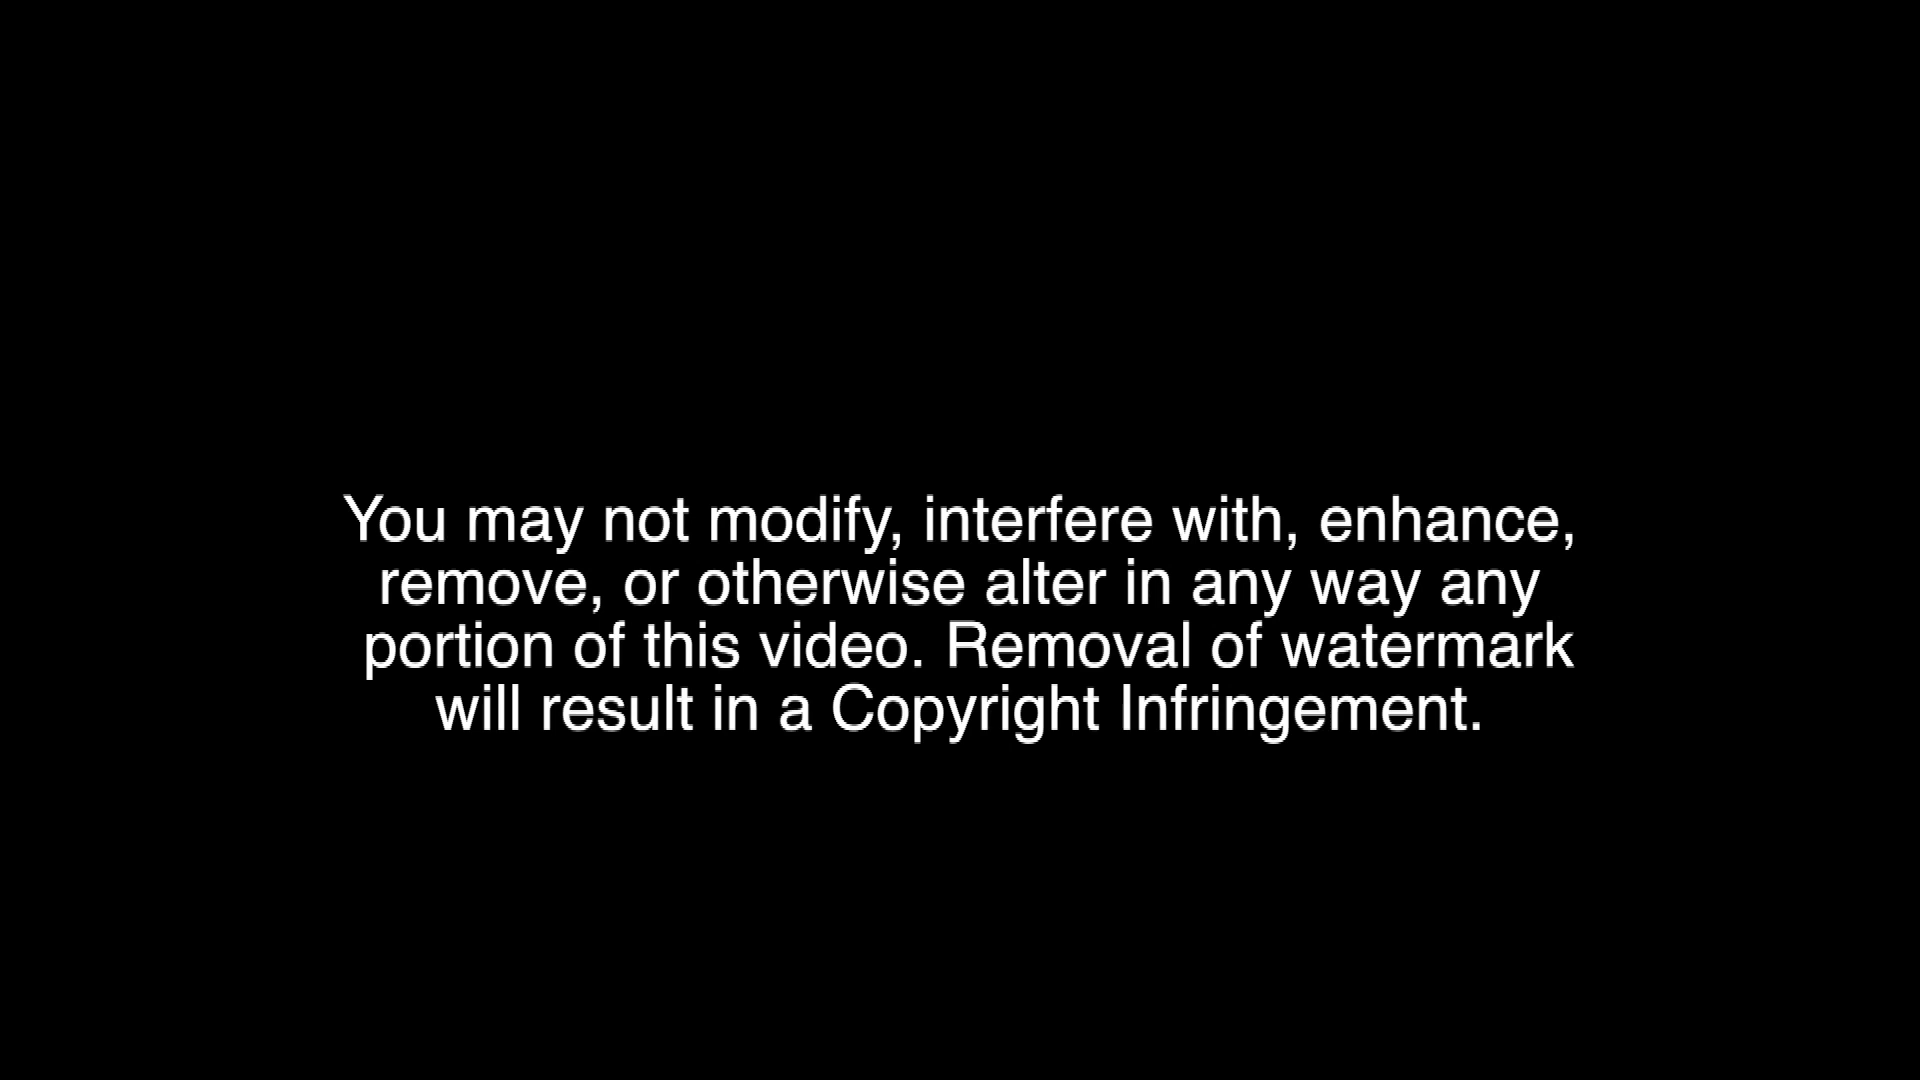 You may not modify, interfere with, enhance,
remove, or otherwise alter in any way any
portion of this video. Removal of watermark
will result in a Copyright Infringement.